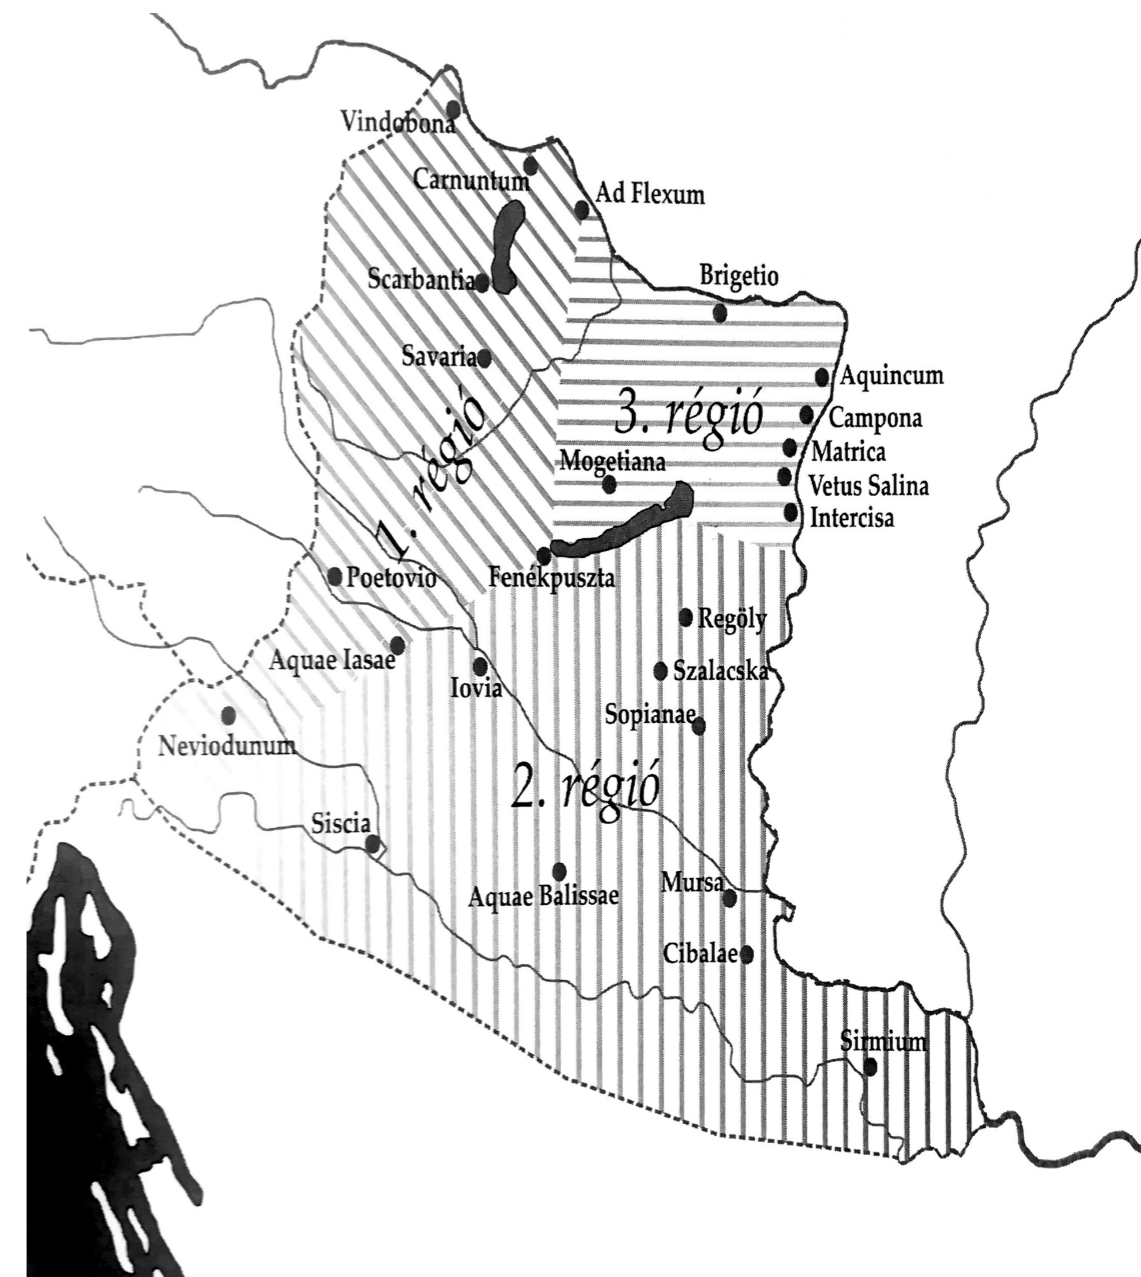 Vindobona
Carnuntum
Ad Flexum
Brigetio
Scarbantia
Savaria
Aquincum
Campona
3. régió
Matrica
Mogetiana
Vetus Salina
Intercisa
1. régió
Poetovio
Fenékpuszta
Regöly
Aquae Iasae
Szalacska
Iovia
Sopianae
Neviodunum
2. régió
Siscia
Mursa
Aquae Balissae
Cibalae
Sirmium